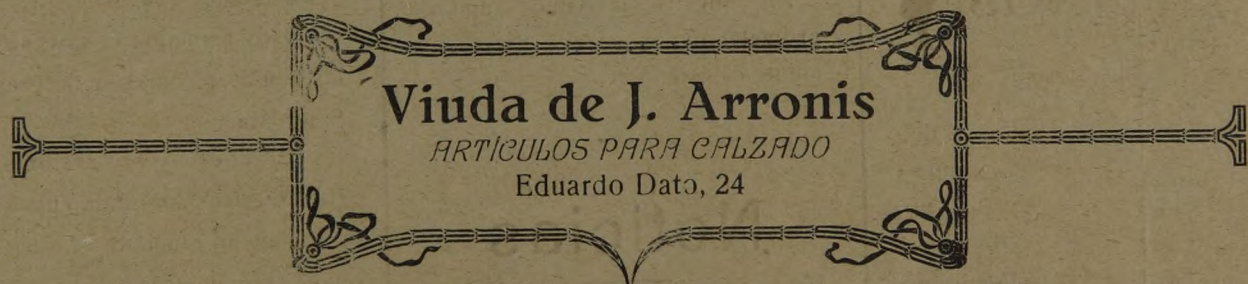 Viuda de J. Arronis
ARTÍCULOS PARA CALZADO
Eduardo Dato, 24